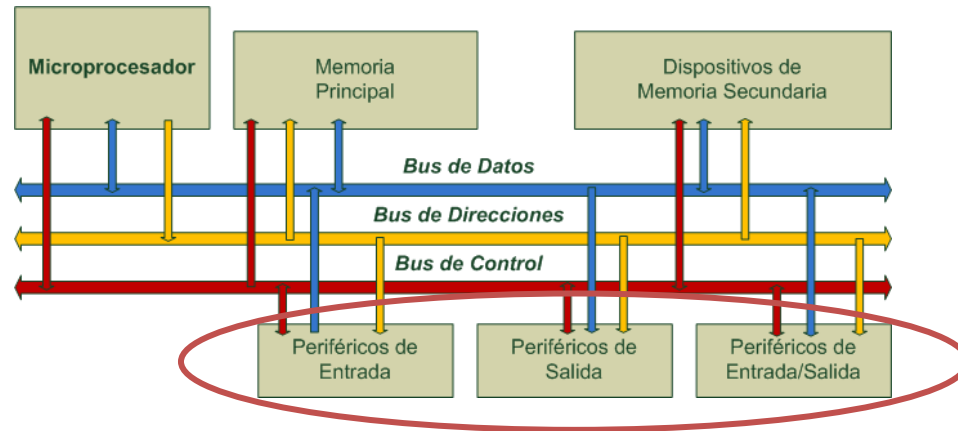 Microprocesador
Memoria
Principal
Dispositivos de
Memoria Secundaria
Bus de Datos
Bus de Direcciones
Bus de Control
Periféricos de
Entrada
Periféricos de
Salida
Periféricos de
Entrada/Salida